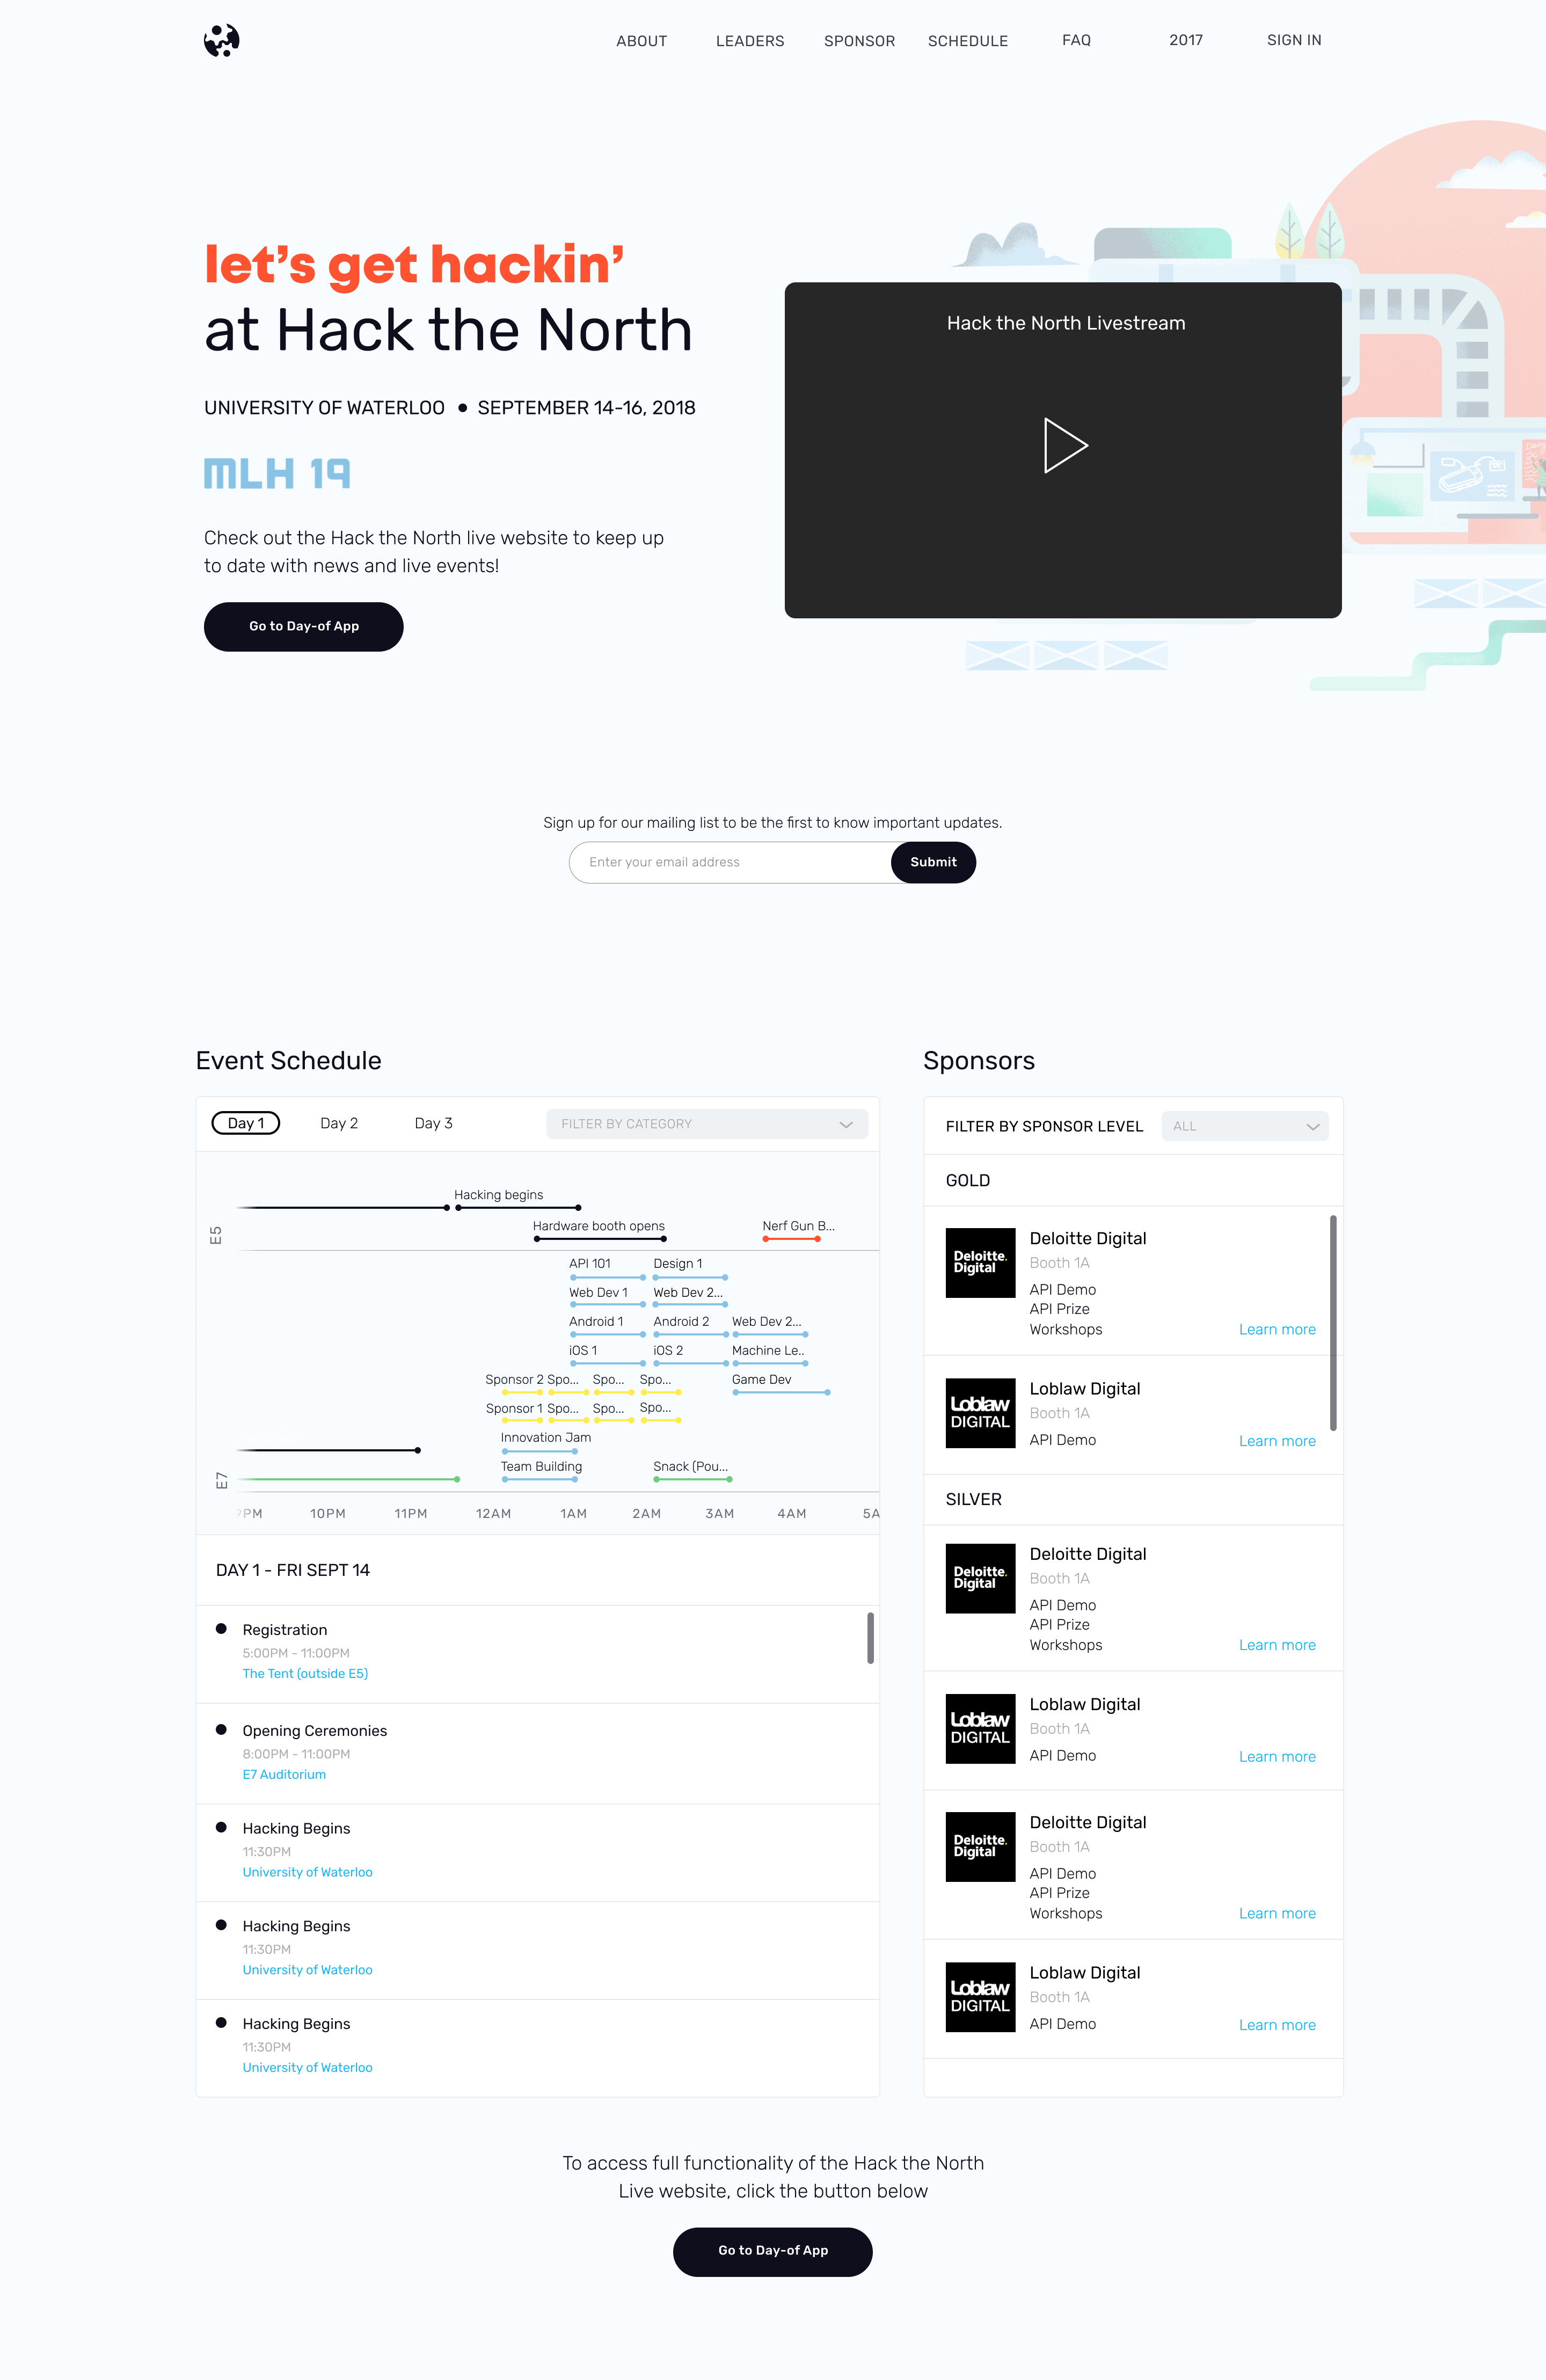 ABOUT LEADERS SPONSOR SCHEDULE FAQ 2017 SIGN IN
let's get hackin'
at Hack the North
UNIVERSITY OF WATERLOO ● SEPTEMBER 14-16, 2018
MLH 19
Check out the Hack the North live website to keep up
to date with news and live events!
Go to Day-of App
Hack the North Livestream
Sign up for our mailing list to be the first to know important updates.
Enter your email address Submit
Event Schedule
Day 1 Day 2 Day 3 FILTER BY CATEGORY
Hacking begins
E5
Hardware booth opens Nerf Gun B...
API 101 Design 1
Web Dev 1 Web Dev 2...
Android 1 Android 2 Web Dev 2...
iOS 1 iOS 2 Machine Le..
Sponsor 2 Spo... Spo... Spo... Game Dev
Sponsor 1 Spo... Spo... Spo...
Innovation Jam
E7
Team Building Snack (Pou...
PM 10PM 11PM 12AM 1AM 2AM 3AM 4AM 5A
DAY 1 - FRI SEPT 14
Registration
5:00PM - 11:00PM
The Tent (outside E5)
Opening Ceremonies
8:00PM - 11:00PM
E7 Auditorium
Hacking Begins
11:30PM
University of Waterloo
Hacking Begins
11:30PM
University of Waterloo
Hacking Begins
11:30PM
University of Waterloo
Sponsors
FILTER BY SPONSOR LEVEL ALL
GOLD
Deloitte.
Digital
Deloitte Digital
Booth 1A
API Demo
API Prize
Workshops Learn more
Loblaw
DIGITAL
Loblaw Digital
Booth 1A
API Demo Learn more
SILVER
Deloitte.
Digital
Deloitte Digital
Booth 1A
API Demo
API Prize
Workshops Learn more
Loblaw
DIGITAL
Loblaw Digital
Booth 1A
API Demo Learn more
Deloitte.
Digital
Deloitte Digital
Booth 1A
API Demo
API Prize
Workshops Learn more
Loblaw
DIGITAL
Loblaw Digital
Booth 1A
API Demo Learn more
To access full functionality of the Hack the North
Live website, click the button below
Go to Day-of App